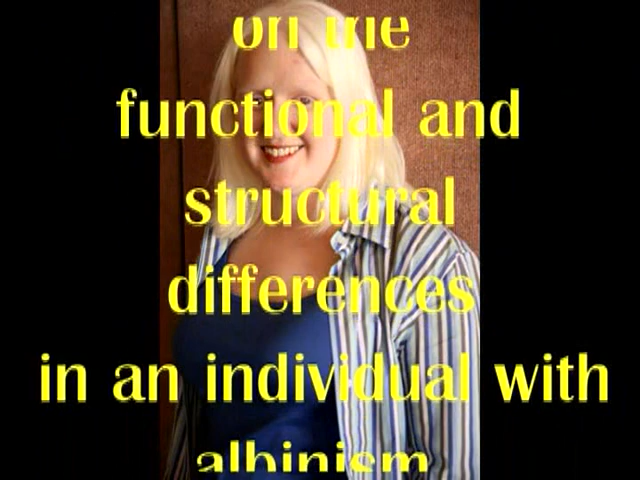 on the
functional and
structural
differences
in an individual with
albinism